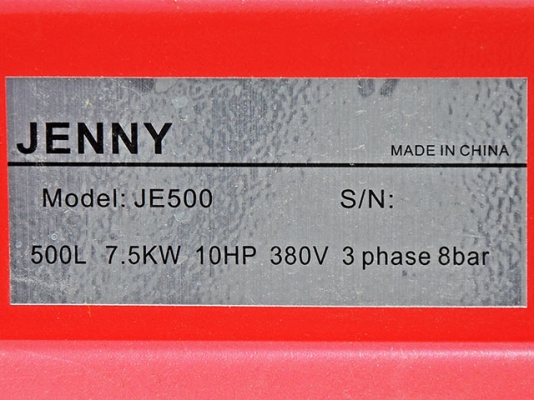 JENNY
MADE IN CHINA
Model: JE500 S/N:
500L 7.5KW 10HP 380V 3 phase 8bar